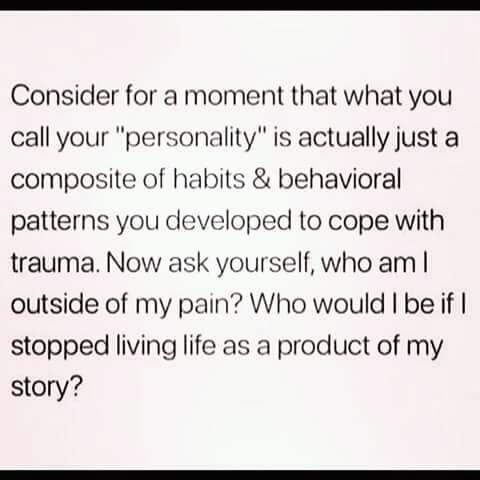 Consider for a moment that what you
call your "personality" is actually just a
composite of habits & behavioral
patterns you developed to cope with
trauma. Now ask yourself, who am I
outside of my pain? Who would I be if I
stopped living life as a product of my
story?